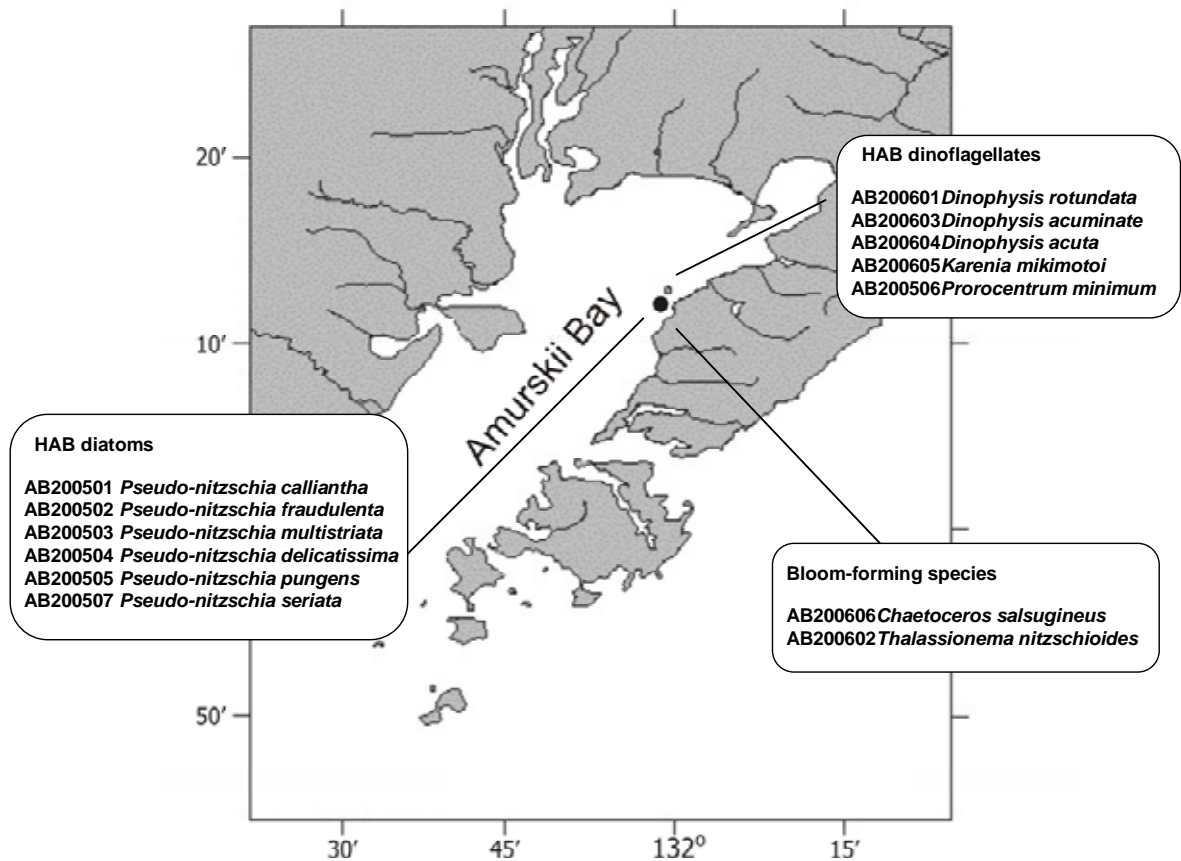 20′
10′
50′
30′
45′
132°
15′
Amurskii Bay
HAB dinoflagellates
AB200601 Dinophysis rotundata
AB200603 Dinophysis acuminate
AB200604 Dinophysis acuta
AB200605 Karenia mikimotoi
AB200506 Prorocentrum minimum
HAB diatoms
AB200501 Pseudo-nitzschia calliantha
AB200502 Pseudo-nitzschia fraudulenta
AB200503 Pseudo-nitzschia multistriata
AB200504 Pseudo-nitzschia delicatissima
AB200505 Pseudo-nitzschia pungens
AB200507 Pseudo-nitzschia seriata
Bloom-forming species
AB200606 Chaetoceros salsugineus
AB200602 Thalassionema nitzschioides